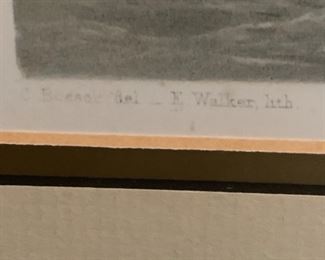 del _ E Walker, lith.